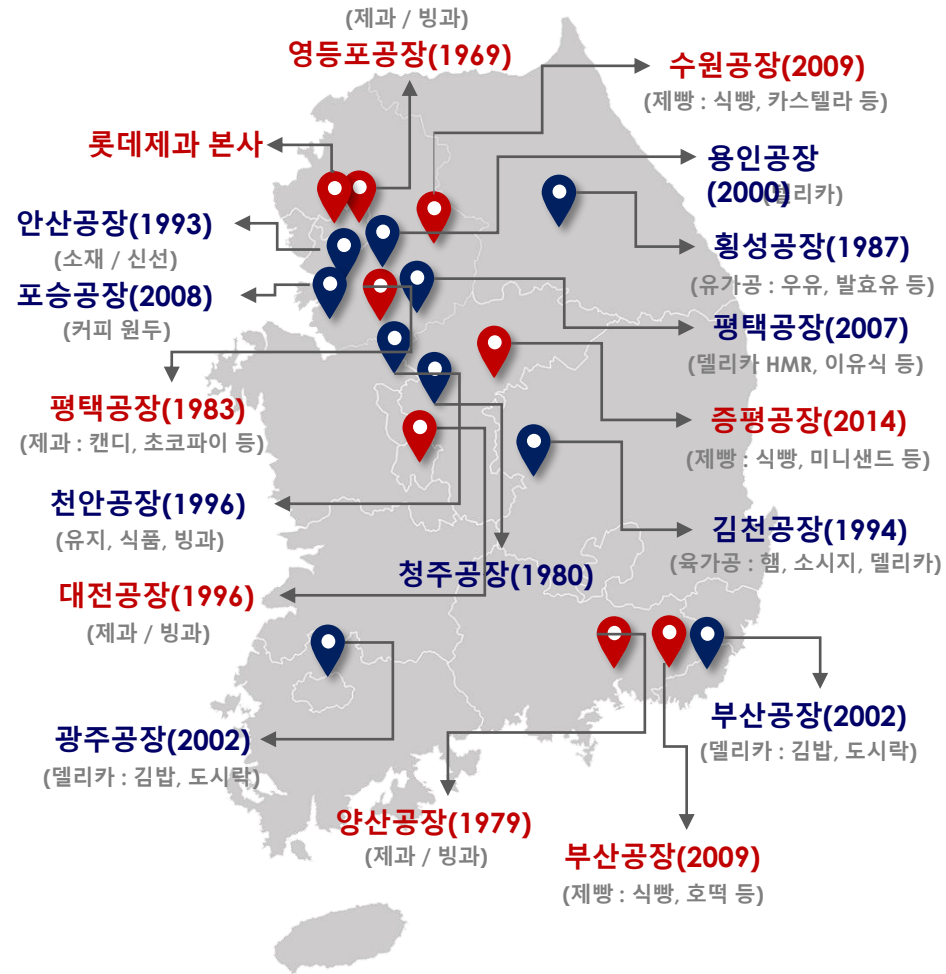 (제과 / 빙과)
영등포공장(1969)
수원공장(2009)
(제빵 : 식빵, 카스텔라 등)
롯데제과 본사
용인공장
(2000)
델리카)
안산공장(1993)
(소재 / 신선)
횡성공장(1987)
(유가공 : 우유, 발효유 등)
포승공장(2008)
(커피 원두)
평택공장(2007)
(델리카 HMR, 이유식 등)
평택공장(1983)
(제과 : 캔디, 초코파이 등)
증평공장(2014)
(제빵 : 식빵, 미니샌드 등)
천안공장(1996)
(유지, 식품, 빙과)
김천공장(1994)
(육가공 : 햄, 소시지, 델리카)
청주공장(1980)
대전공장(1996)
(제과 / 빙과)
부산공장(2002)
(델리카 : 김밥, 도시락)
광주공장(2002)
(델리카 : 김밥, 도시락)
양산공장(1979)
(제과 / 빙과)
부산공장(2009)
(제빵 : 식빵, 호떡 등)